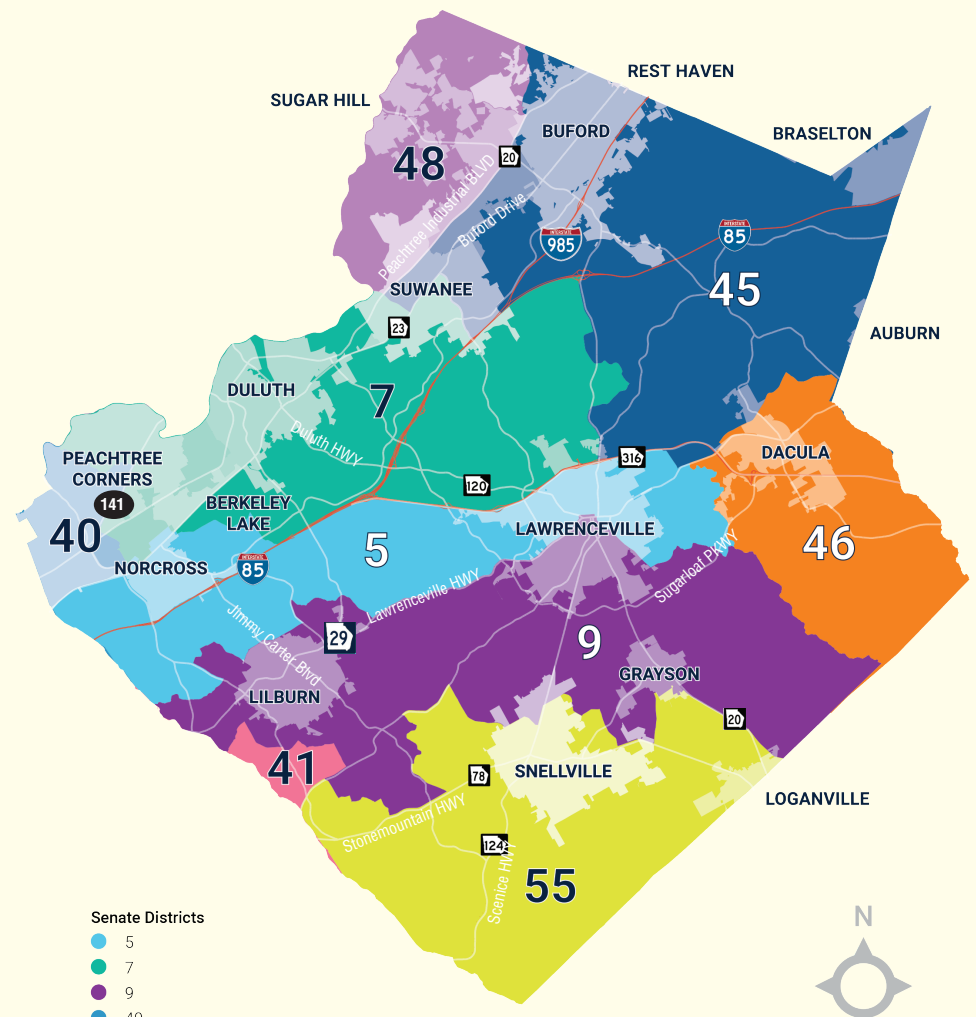 REST HAVEN
SUGAR HILL
BUFORD
BRASELTON
48
20
Peachtree Industrial BLVD
Buford Drive
INTERSTATE
985
INTERSTATE
85
45
SUWANEE
23
AUBURN
DULUTH
7
Duluth HWY
PEACHTREE
CORNERS
141
40
BERKELEY
LAKE
120
316
DACULA
LAWRENCEVILLE
5
46
NORCROSS
INTERSTATE
85
Lawrenceville HWY
Sugarloaf PKWY
Jimmy Carter Blvd
29
9
GRAYSON
LILBURN
20
41
78
SNELLVILLE
LOGANVILLE
Stonemountain HWY
124
Scenice HWY
55
Senate Districts
5
7
9
N